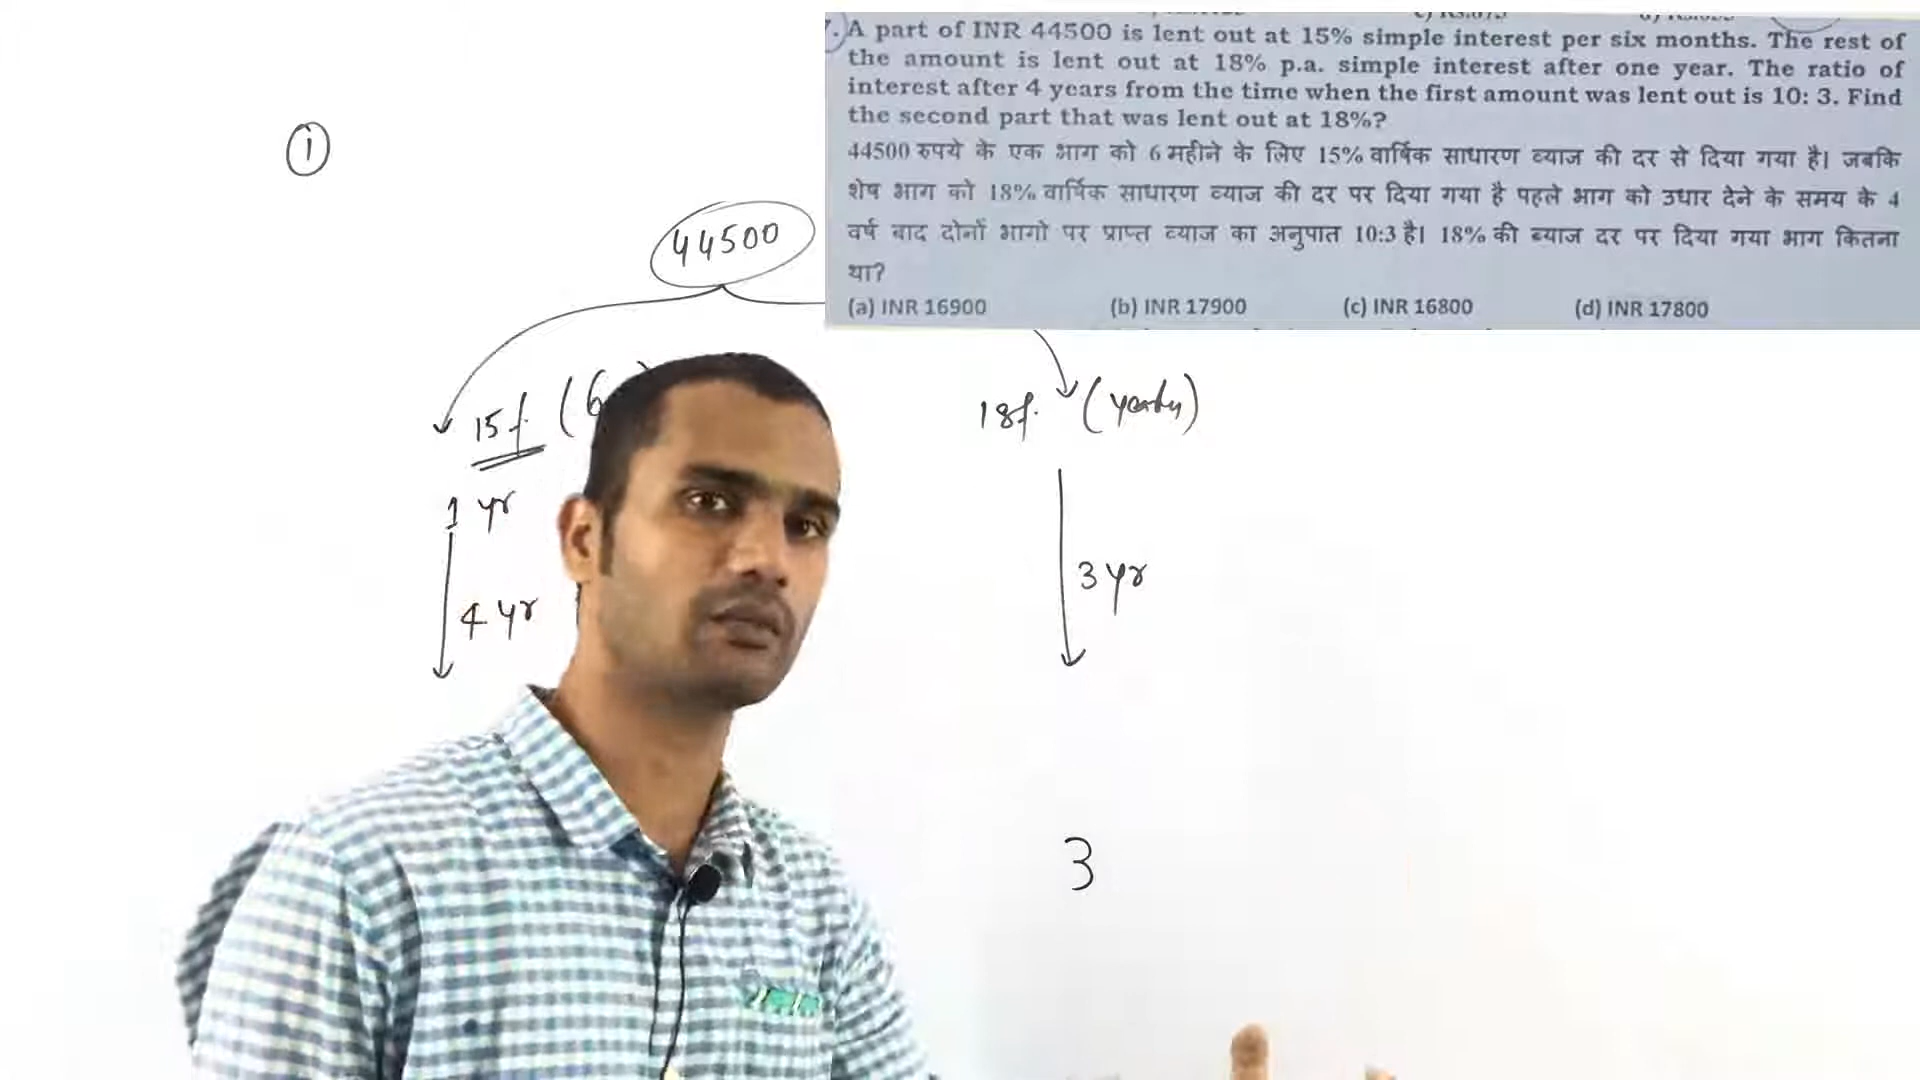 7. A part of INR 44500 is lent out at 15% simple interest per six months. The rest of
the amount is lent out at 18% p.a. simple interest after one year. The ratio of
interest after 4 years from the time when the first amount was lent out is 10: 3. Find
the second part that was lent out at 18%?
44500 रुपये के एक भाग को 6 महीने के लिए 15% वार्षिक साधारण ब्याज की दर से दिया गया है। जबकि
शेष भाग को 18% वार्षिक साधारण ब्याज की दर पर दिया गया है पहले भाग को उधार देने के समय के 4
वर्ष बाद दोनों भागो पर प्राप्त ब्याज का अनुपात 10:3 है। 18% की ब्याज दर पर दिया गया भाग कितना
था?
(a) INR 16900 (b) INR 17900 (c) INR 16800 (d) INR 17800
1
44500
15% (6
18% (yearly)
1 yr
4 yr
3 yr
3